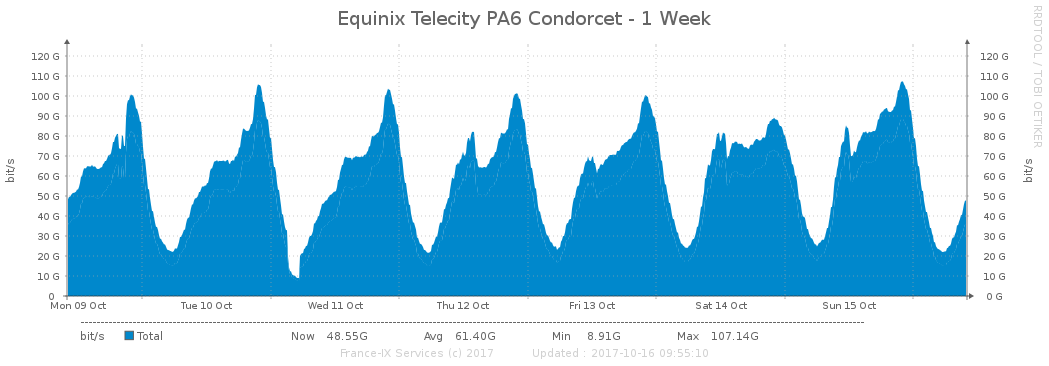 Equinix Telecity PA6 Condorcet - 1 Week
RRDTOOL / TOBI OETIKER
120 G 120 G
110 G 110 G
100 G 100 G
90 G 90 G
80 G 80 G
70 G 70 G
60 G 60 G
50 G 50 G
40 G 40 G
30 G 30 G
20 G 20 G
10 G 10 G
0 0 G
bit/s bit/s
Mon 09 Oct Tue 10 Oct Wed 11 Oct Thu 12 Oct Fri 13 Oct Sat 14 Oct Sun 15 Oct
bit/s Total Now 48.55G Avg 61.40G Min 8.91G Max 107.14G
France-IX Services (c) 2017 Updated : 2017-10-16 09:55:10